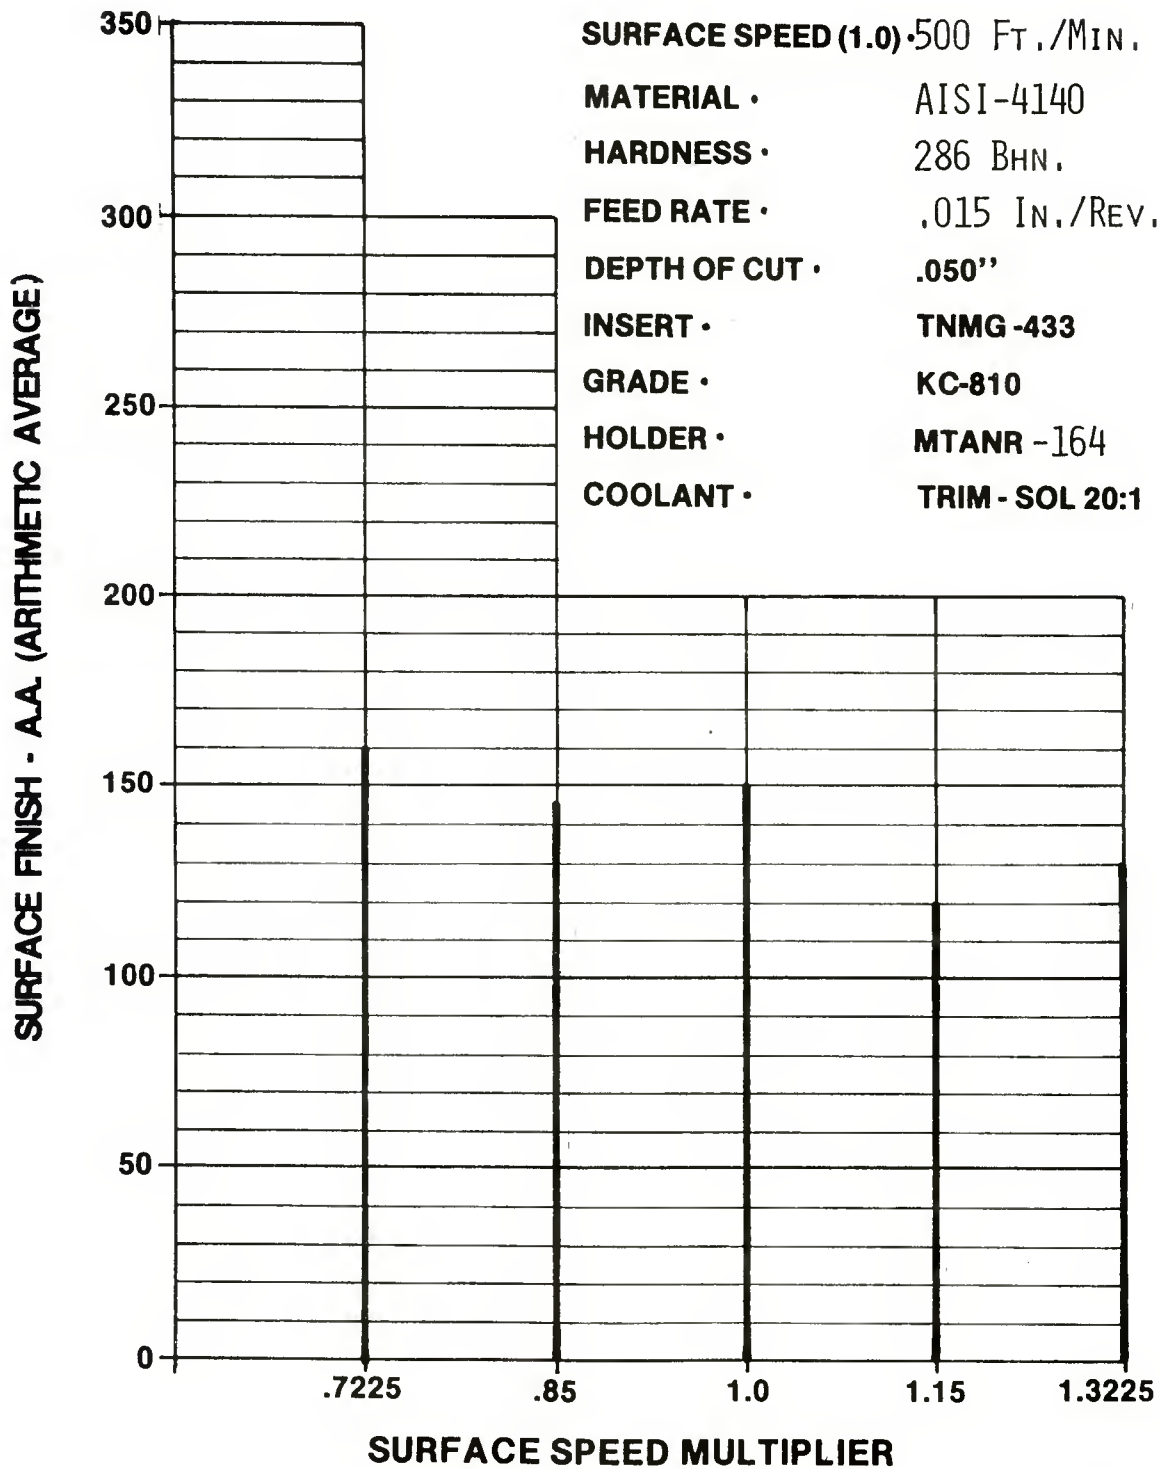 SURFACE SPEED (1.0) • 500 FT./MIN.
MATERIAL • AISI-4140
HARDNESS • 286 BHN.
FEED RATE • .015 IN./REV.
DEPTH OF CUT • .050’’
INSERT • TNMG-433
GRADE • KC-810
HOLDER • MTANR-164
COOLANT • TRIM - SOL 20:1
SURFACE FINISH - A.A. (ARITHMETIC AVERAGE)
350
300
250
200
150
100
50
0
.7225 .85 1.0 1.15 1.3225
SURFACE SPEED MULTIPLIER